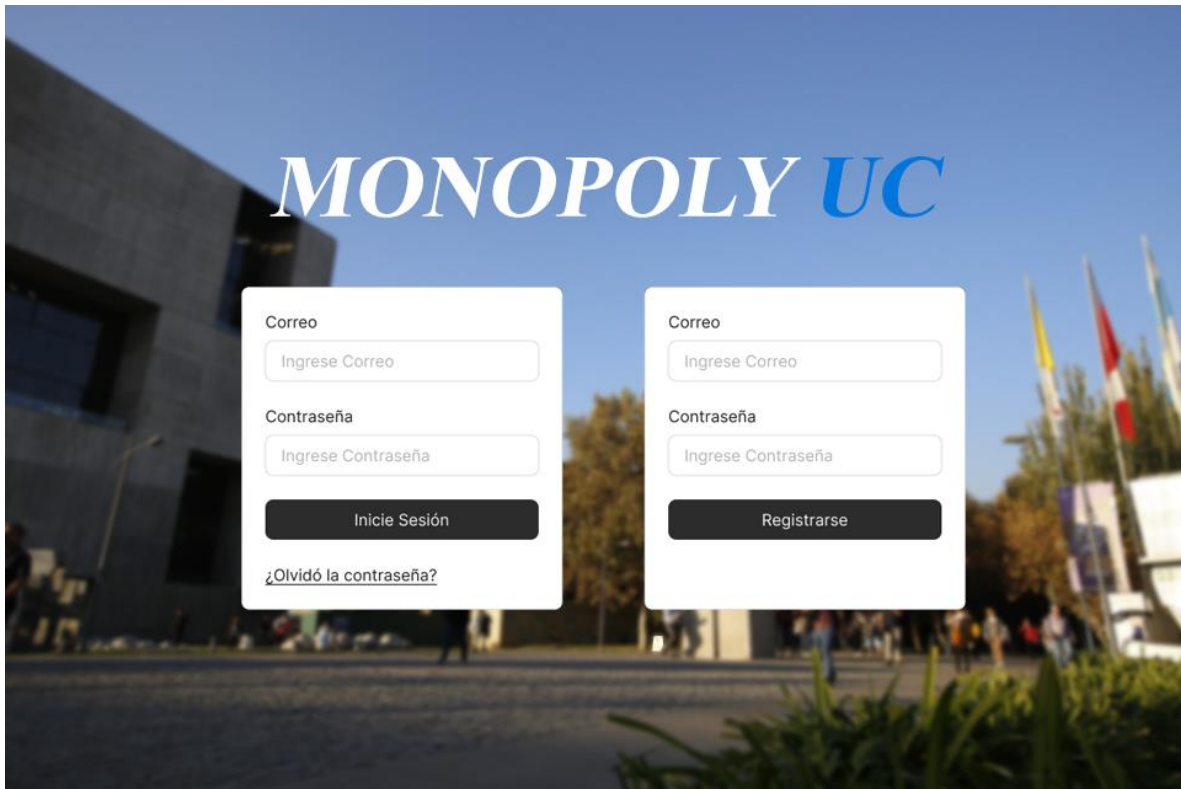 MONOPOLY UC
Correo
Ingrese Correo
Contraseña
Ingrese Contraseña
Inicie Sesión
¿Olvidó la contraseña?
Correo
Ingrese Correo
Contraseña
Ingrese Contraseña
Registrarse